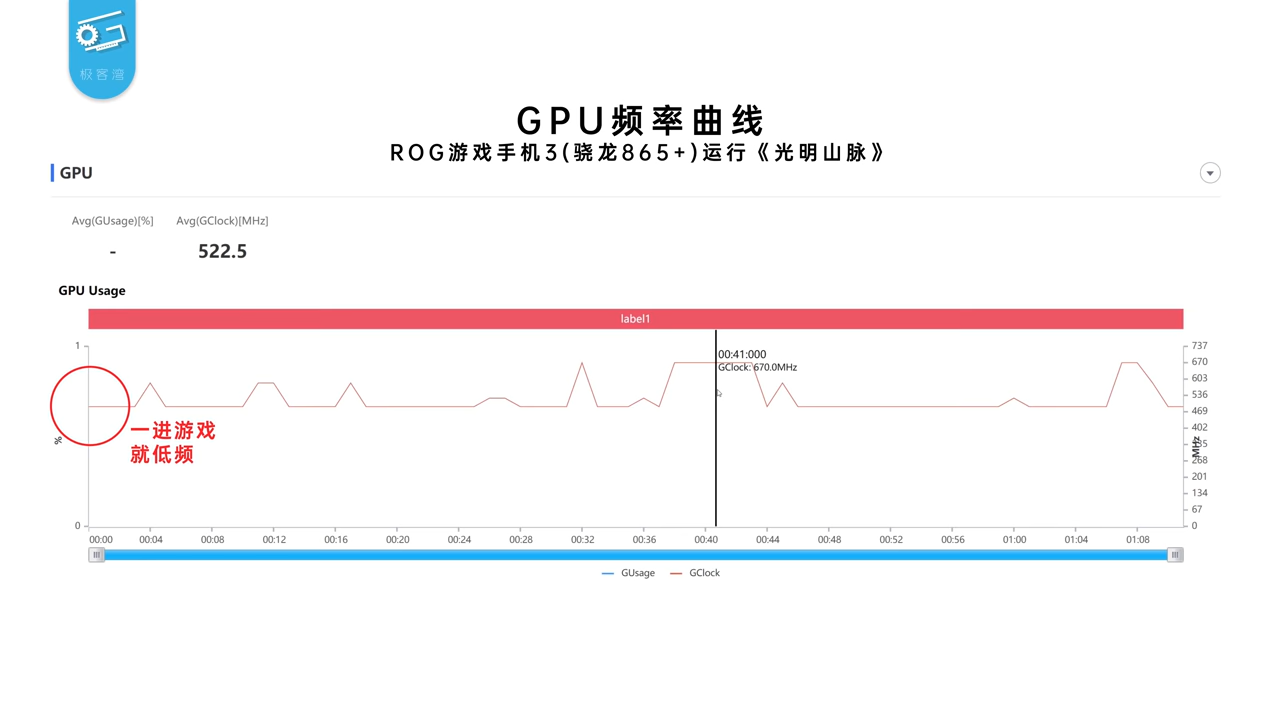 极客湾
GPU频率曲线
ROG游戏手机3(骁龙865+)运行《光明山脉》
GPU
Avg(GUsage)[%] Avg(GClock)[MHz]
- 522.5
GPU Usage
label1
1
0
%
一进游戏
就低频
00:41:000
GClock: 670.0MHz
737
670
603
536
469
402
335
268
201
134
67
0
MHz
00:00 00:04 00:08 00:12 00:16 00:20 00:24 00:28 00:32 00:36 00:40 00:44 00:48 00:52 00:56 01:00 01:04 01:08
GUsage GClock